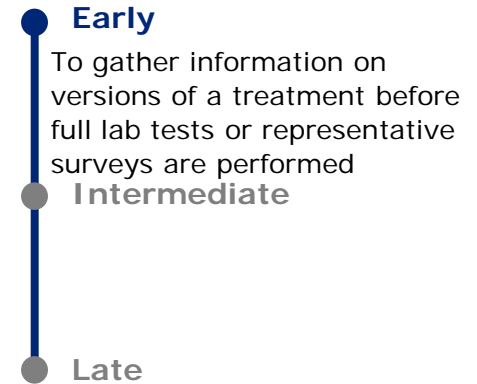 Early
To gather information on
versions of a treatment before
full lab tests or representative
surveys are performed
Intermediate
Late